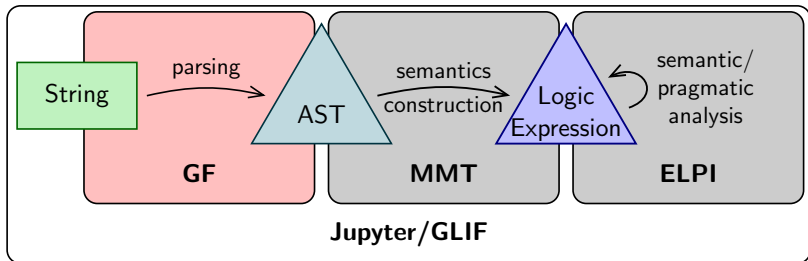 String
parsing
AST
semantics
construction
Logic
Expression
semantic/
pragmatic
analysis
GF
MMT
ELPI
Jupyter/GLIF